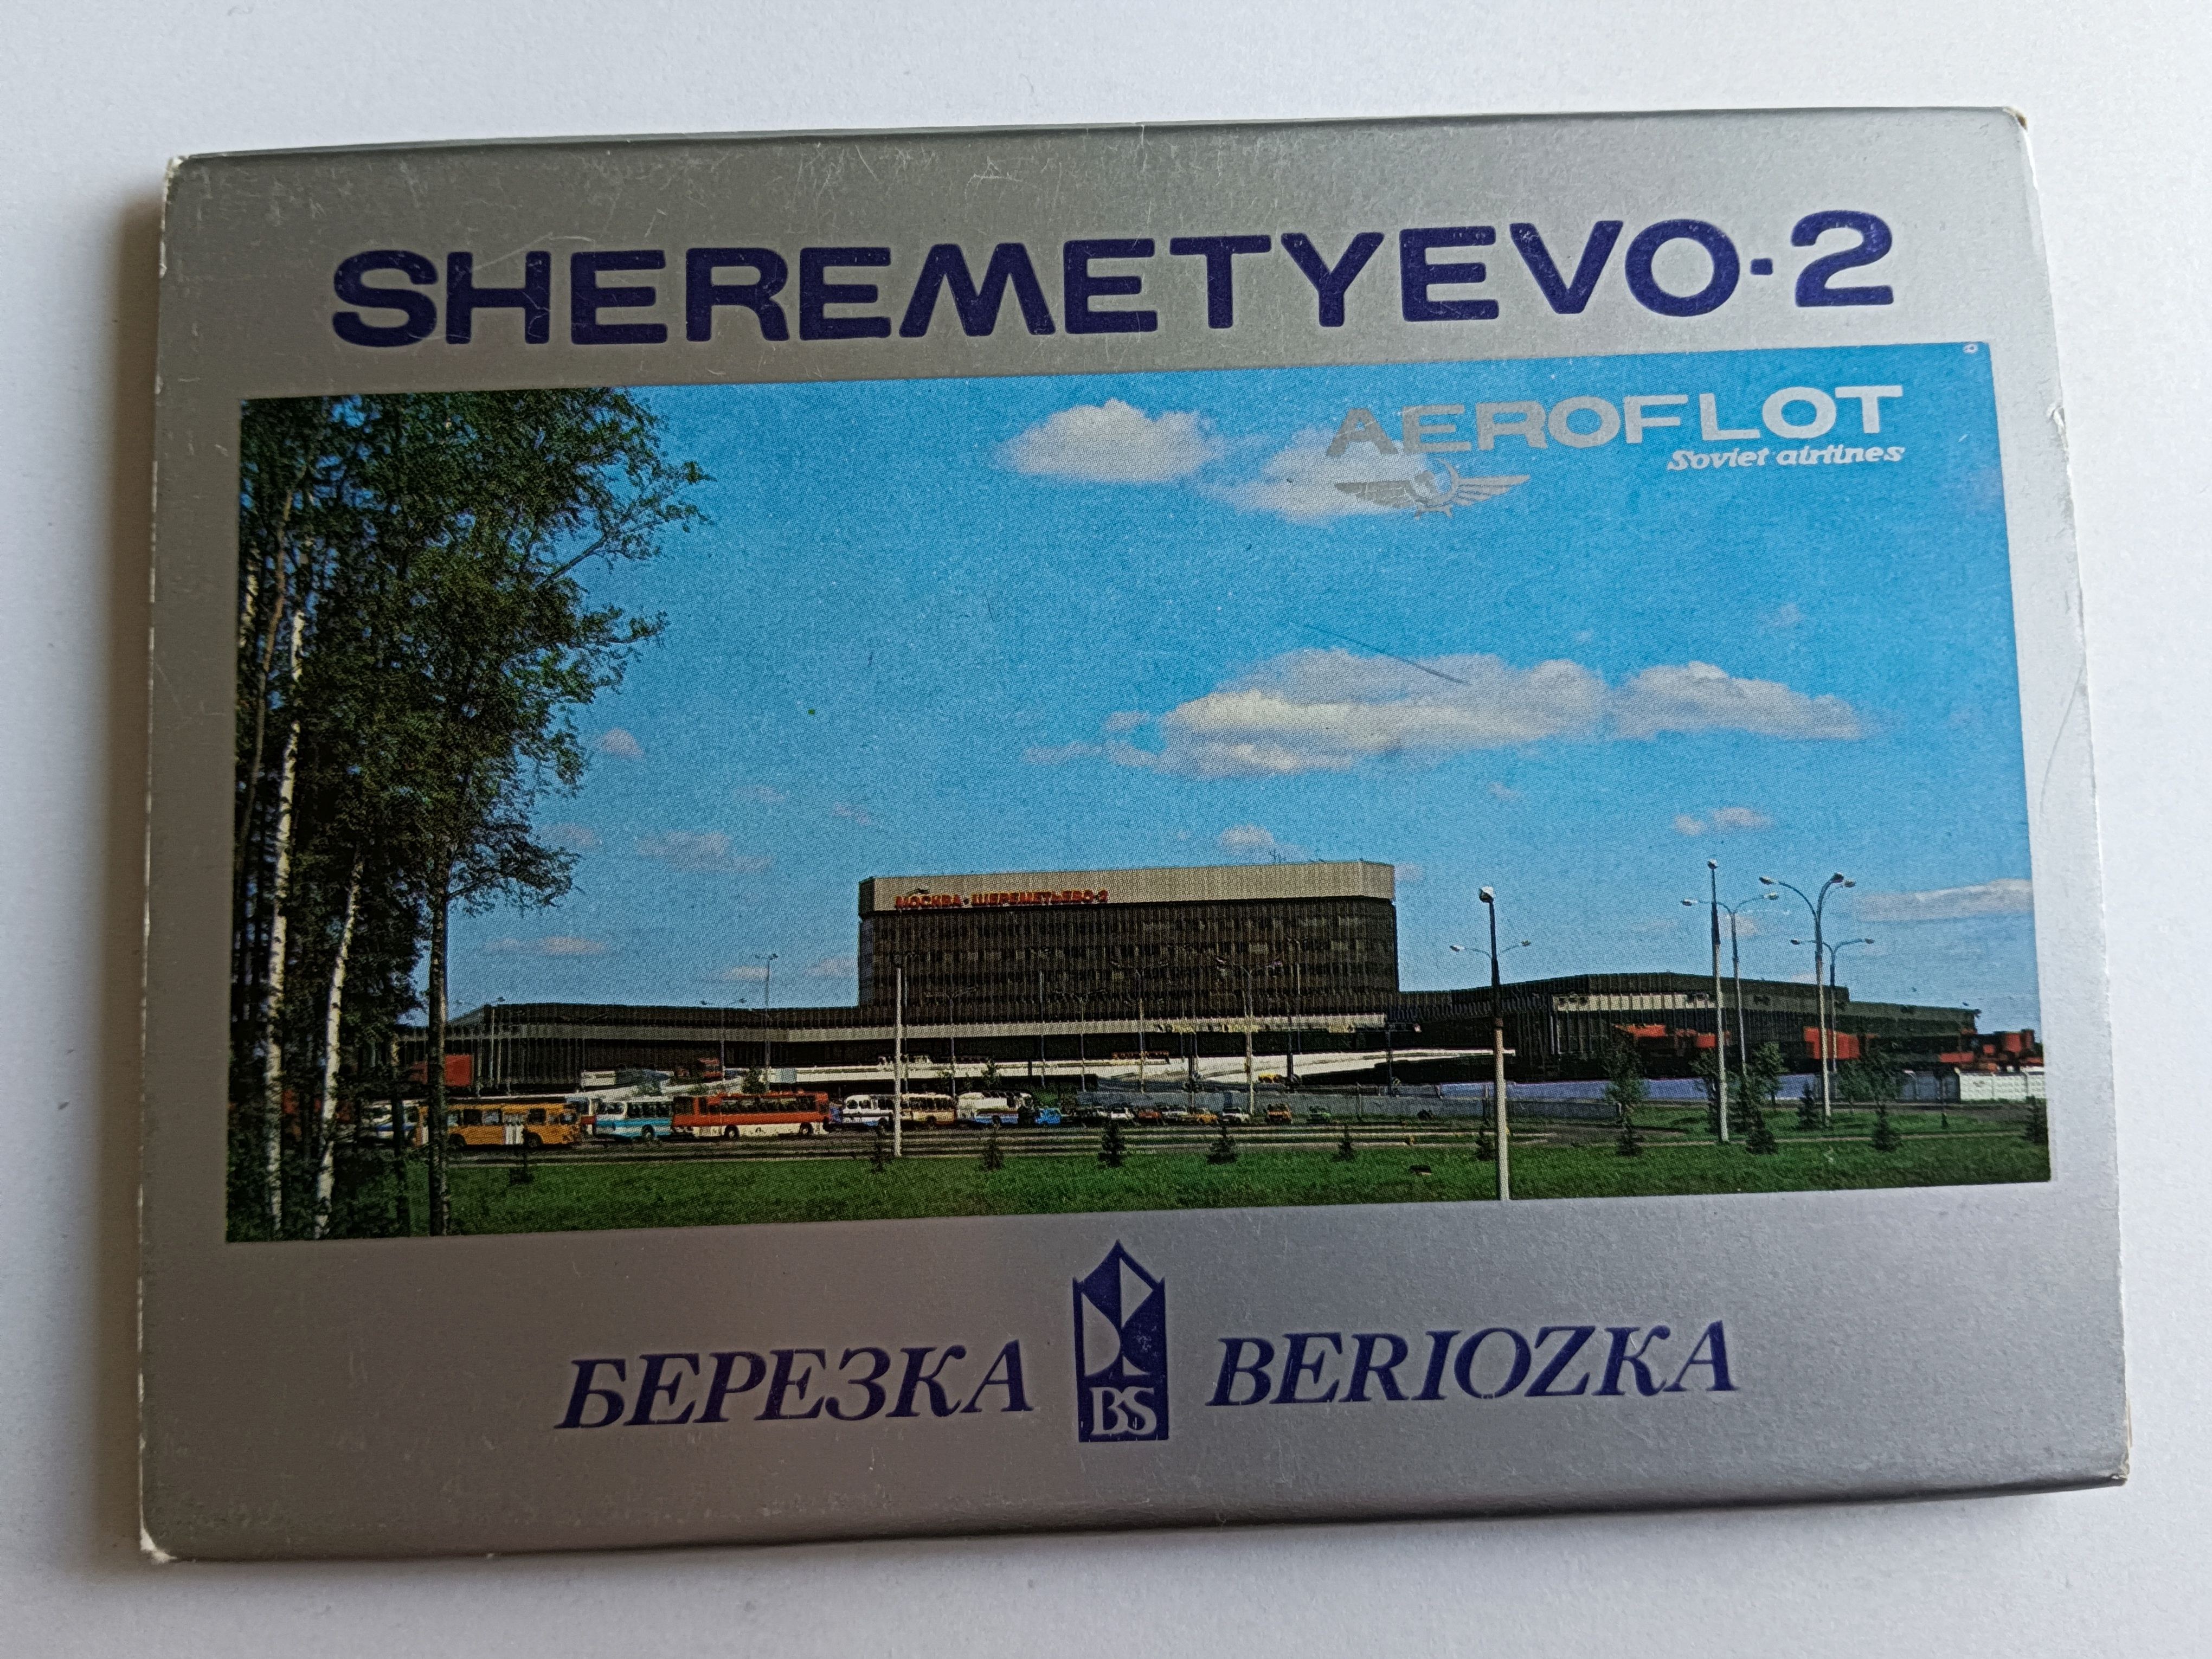 SHEREMETYEVO-2
AEROFLOT
Soviet airlines
МОСКВА-ШЕРЕМЕТЬЕВО-2
БЕРЕЗКА
BS
BERIOZKA